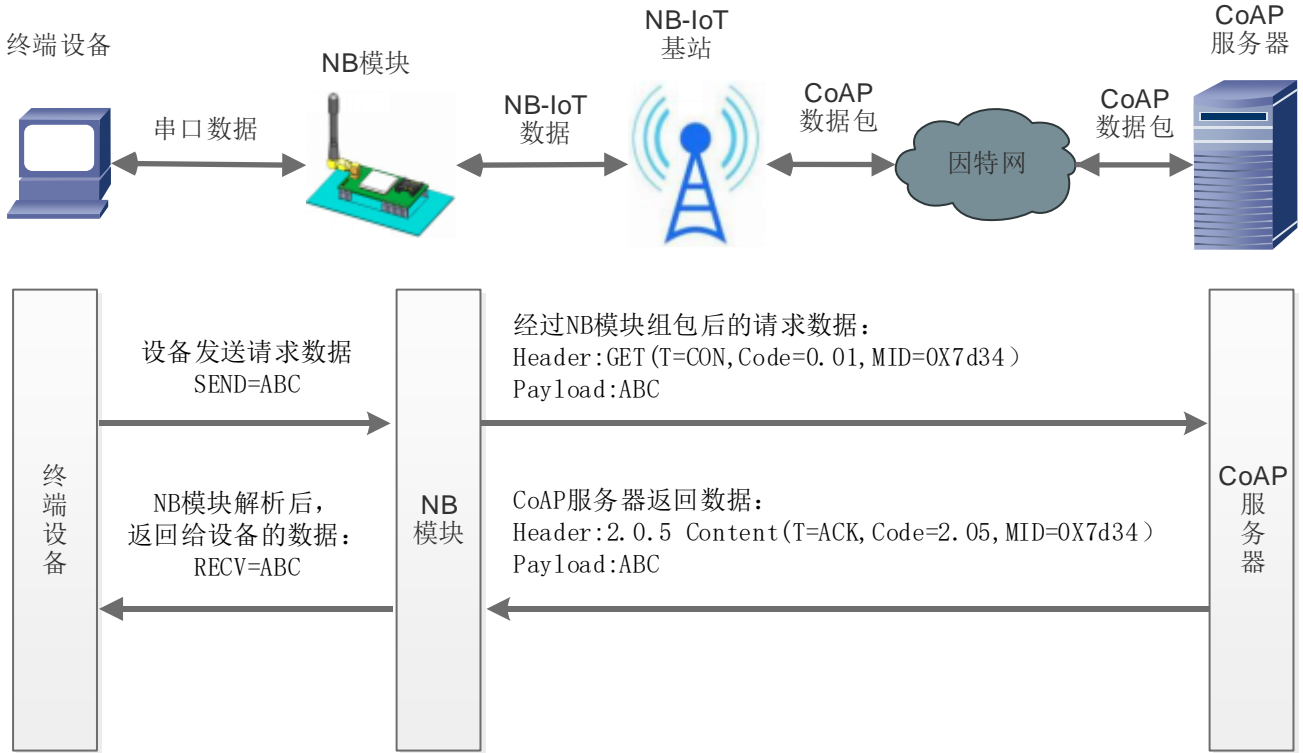 终端设备
NB模块
NB-IoT
基站
CoAP
服务器
串口数据
NB-IoT
数据
CoAP
数据包
因特网
CoAP
数据包
设备发送请求数据
SEND=ABC
经过NB模块组包后的请求数据：
Header:GET(T=CON,Code=0.01,MID=0X7d34）
Payload:ABC
终端设备
NB模块解析后，
返回给设备的数据：
RECV=ABC
NB
模块
CoAP服务器返回数据：
Header:2.0.5 Content(T=ACK,Code=2.05,MID=0X7d34）
Payload:ABC
CoAP
服务器